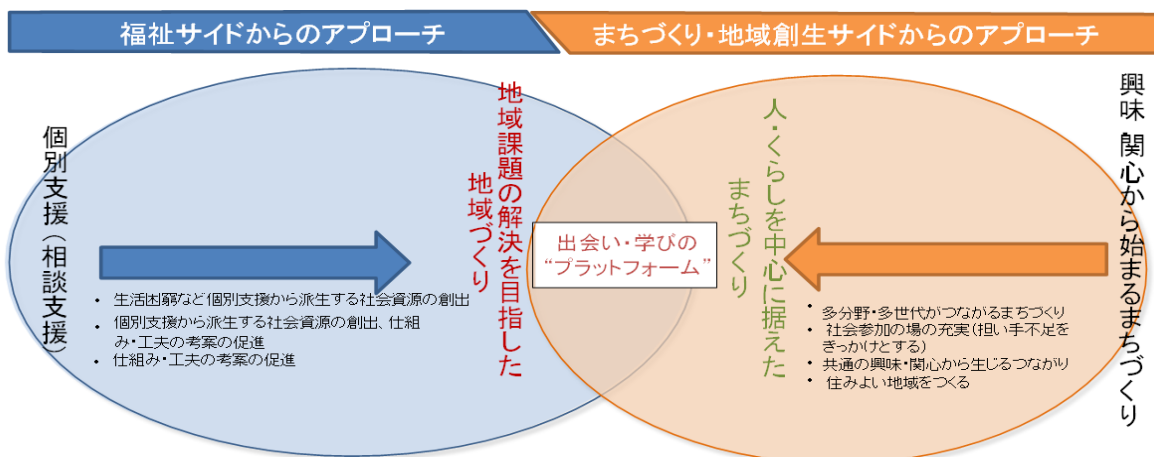 福祉サイドからのアプローチ
まちづくり・地域創生サイドからのアプローチ
個別支援(相談支援)
地域課題の解決を目指した
地域づくり
出会い・学びの
“プラットフォーム”
人・くらしを中心に据えた
まちづくり
興味・関心から始まるまちづくり
• 生活困窮など個別支援から派生する社会資源の創出
• 個別支援から派生する社会資源の創出、仕組
み・工夫の考案の促進
• 仕組み・工夫の考案の促進
• 多分野・多世代がつながるまちづくり
• 社会参加の場の充実(担い手不足を
きっかけとする)
• 共通の興味・関心から生じるつながり
• 住みよい地域をつくる